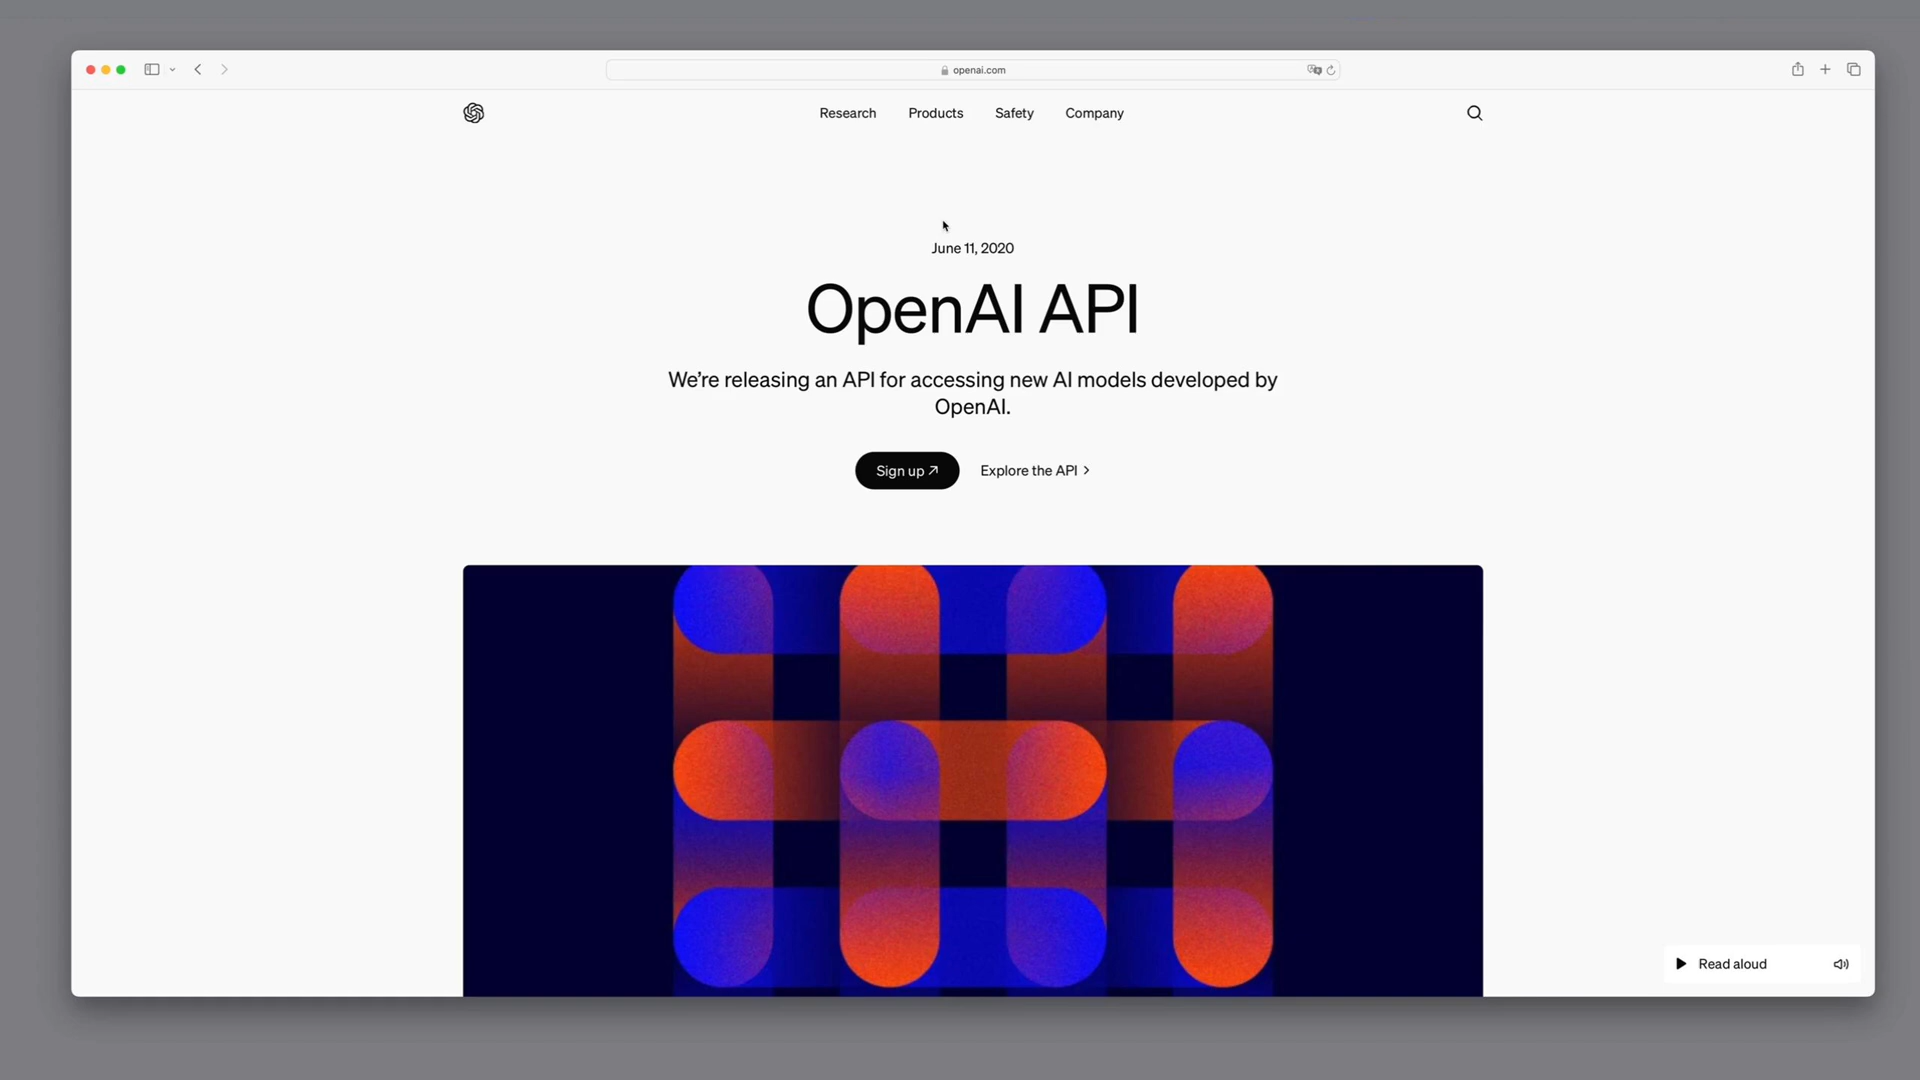 openai.com
Research Products Safety Company
June 11, 2020
OpenAI API
We’re releasing an API for accessing new AI models developed by
OpenAI.
Sign up ↗ Explore the API >
Read aloud